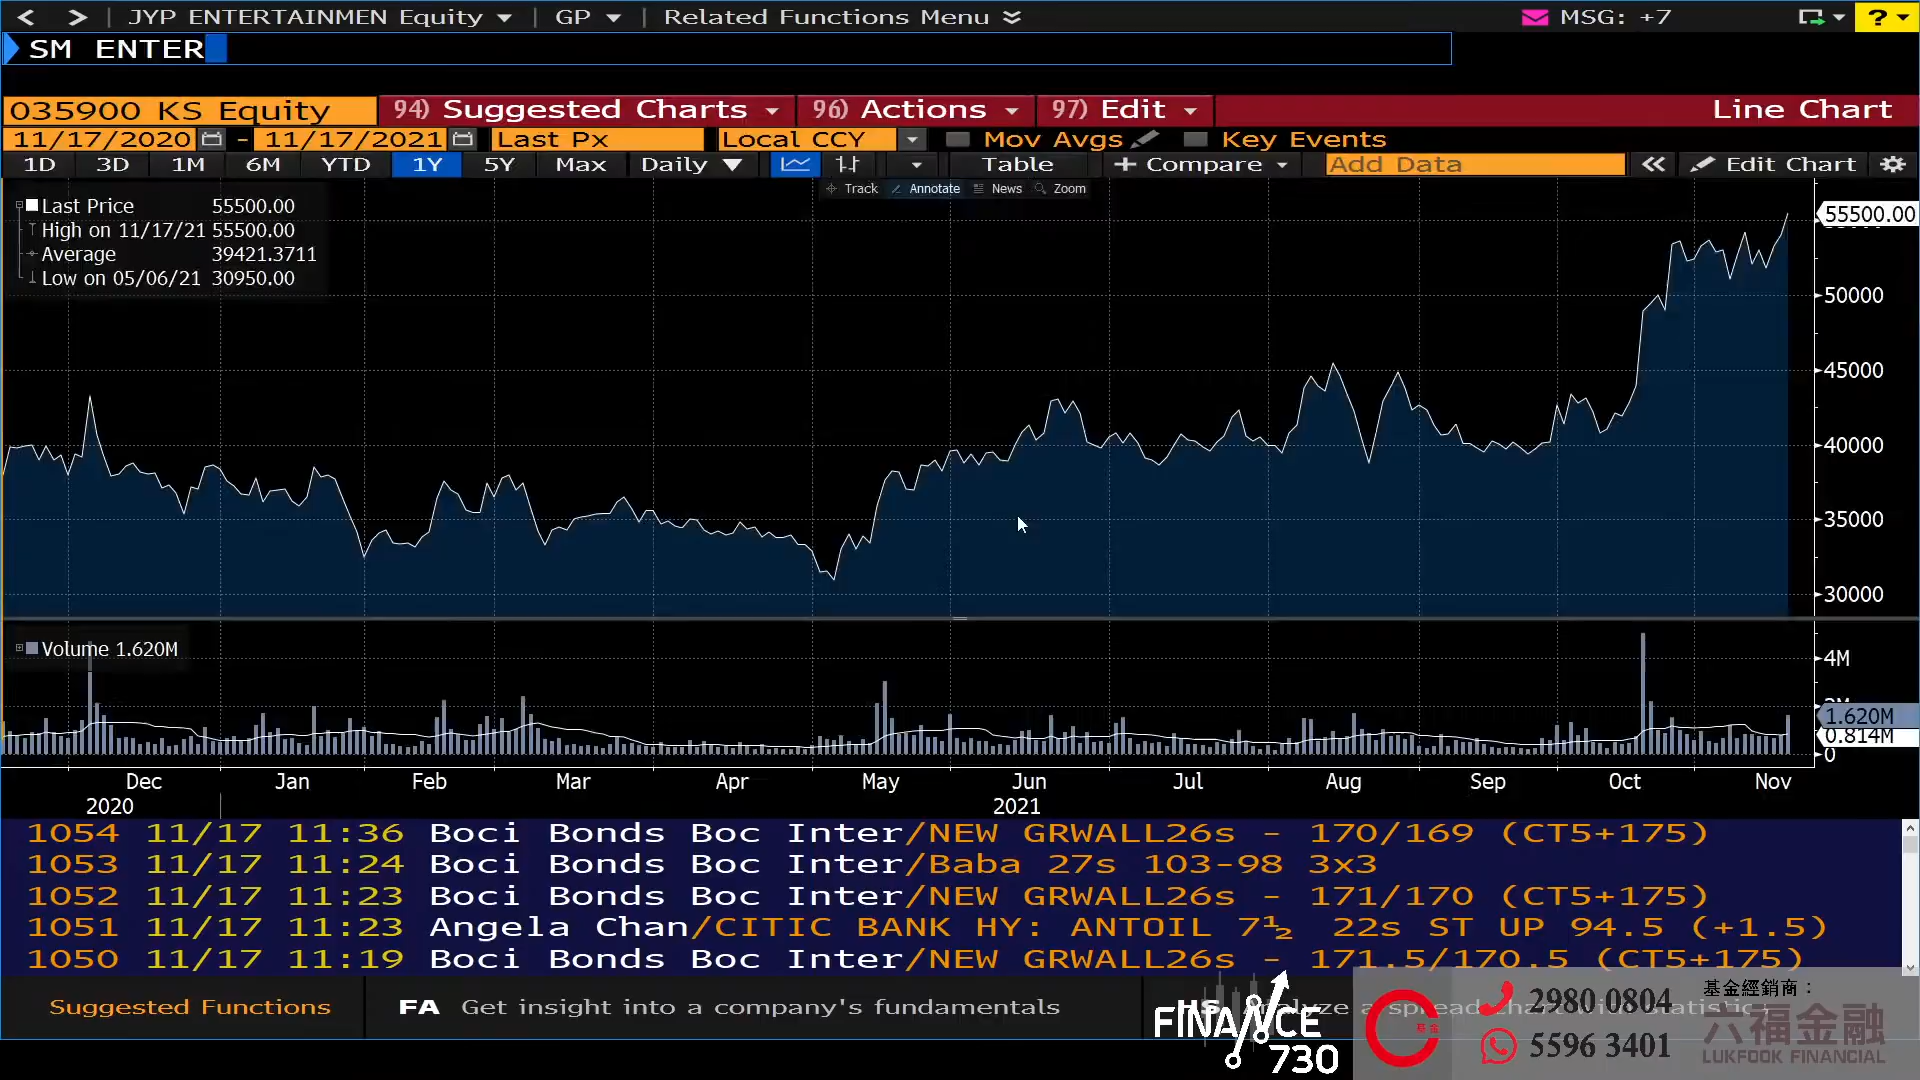 JYP ENTERTAINMEN Equity GP Related Functions Menu MSG: +7 ?
SM ENTER
035900 KS Equity 94) Suggested Charts 96) Actions 97) Edit Line Chart
11/17/2020 - 11/17/2021 Last Px Local CCY Mov Avgs Key Events
1D 3D 1M 6M YTD 1Y 5Y Max Daily Table + Compare Add Data « Edit Chart
Track Annotate News Zoom
Last Price 55500.00
High on 11/17/21 55500.00
Average 39421.3711
Low on 05/06/21 30950.00
55500.00
50000
45000
40000
35000
30000
Volume 1.620M
4M
1.620M
0.814M
0
Dec Jan Feb Mar Apr May Jun Jul Aug Sep Oct Nov
2020 2021
1054 11/17 11:36 Boci Bonds Boc Inter/NEW GRWALL26s - 170/169 (CT5+175)
1053 11/17 11:24 Boci Bonds Boc Inter/Baba 27s 103-98 3x3
1052 11/17 11:23 Boci Bonds Boc Inter/NEW GRWALL26s - 171/170 (CT5+175)
1051 11/17 11:23 Angela Chan/CITIC BANK HY: ANTOIL 7½ 22s ST UP 94.5 (+1.5)
1050 11/17 11:19 Boci Bonds Boc Inter/NEW GRWALL26s - 171.5/170.5 (CT5+175)
Suggested Functions FA Get insight into a company's fundamentals HS Analyze a spread chart with statistic
FINANCE 730
2980 0804
5596 3401
基金經銷商：
六福金融
LUKFOOK FINANCIAL